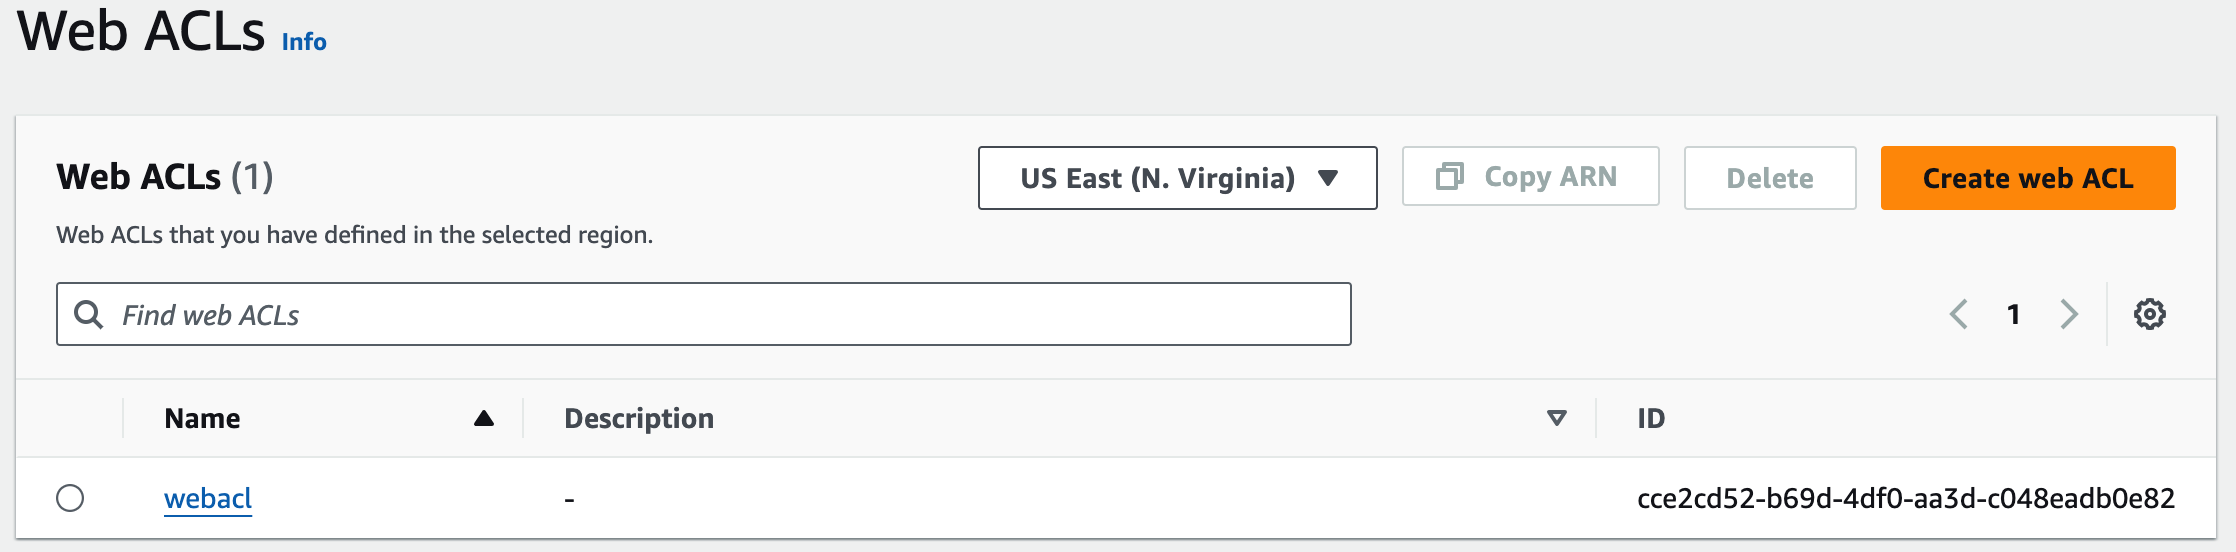 Web ACLs Info
Web ACLs (1)
US East (N. Virginia)
Copy ARN
Delete
Create web ACL
Web ACLs that you have defined in the selected region.
Find web ACLs
1
Name Description ID
webacl - cce2cd52-b69d-4df0-aa3d-c048eadb0e82